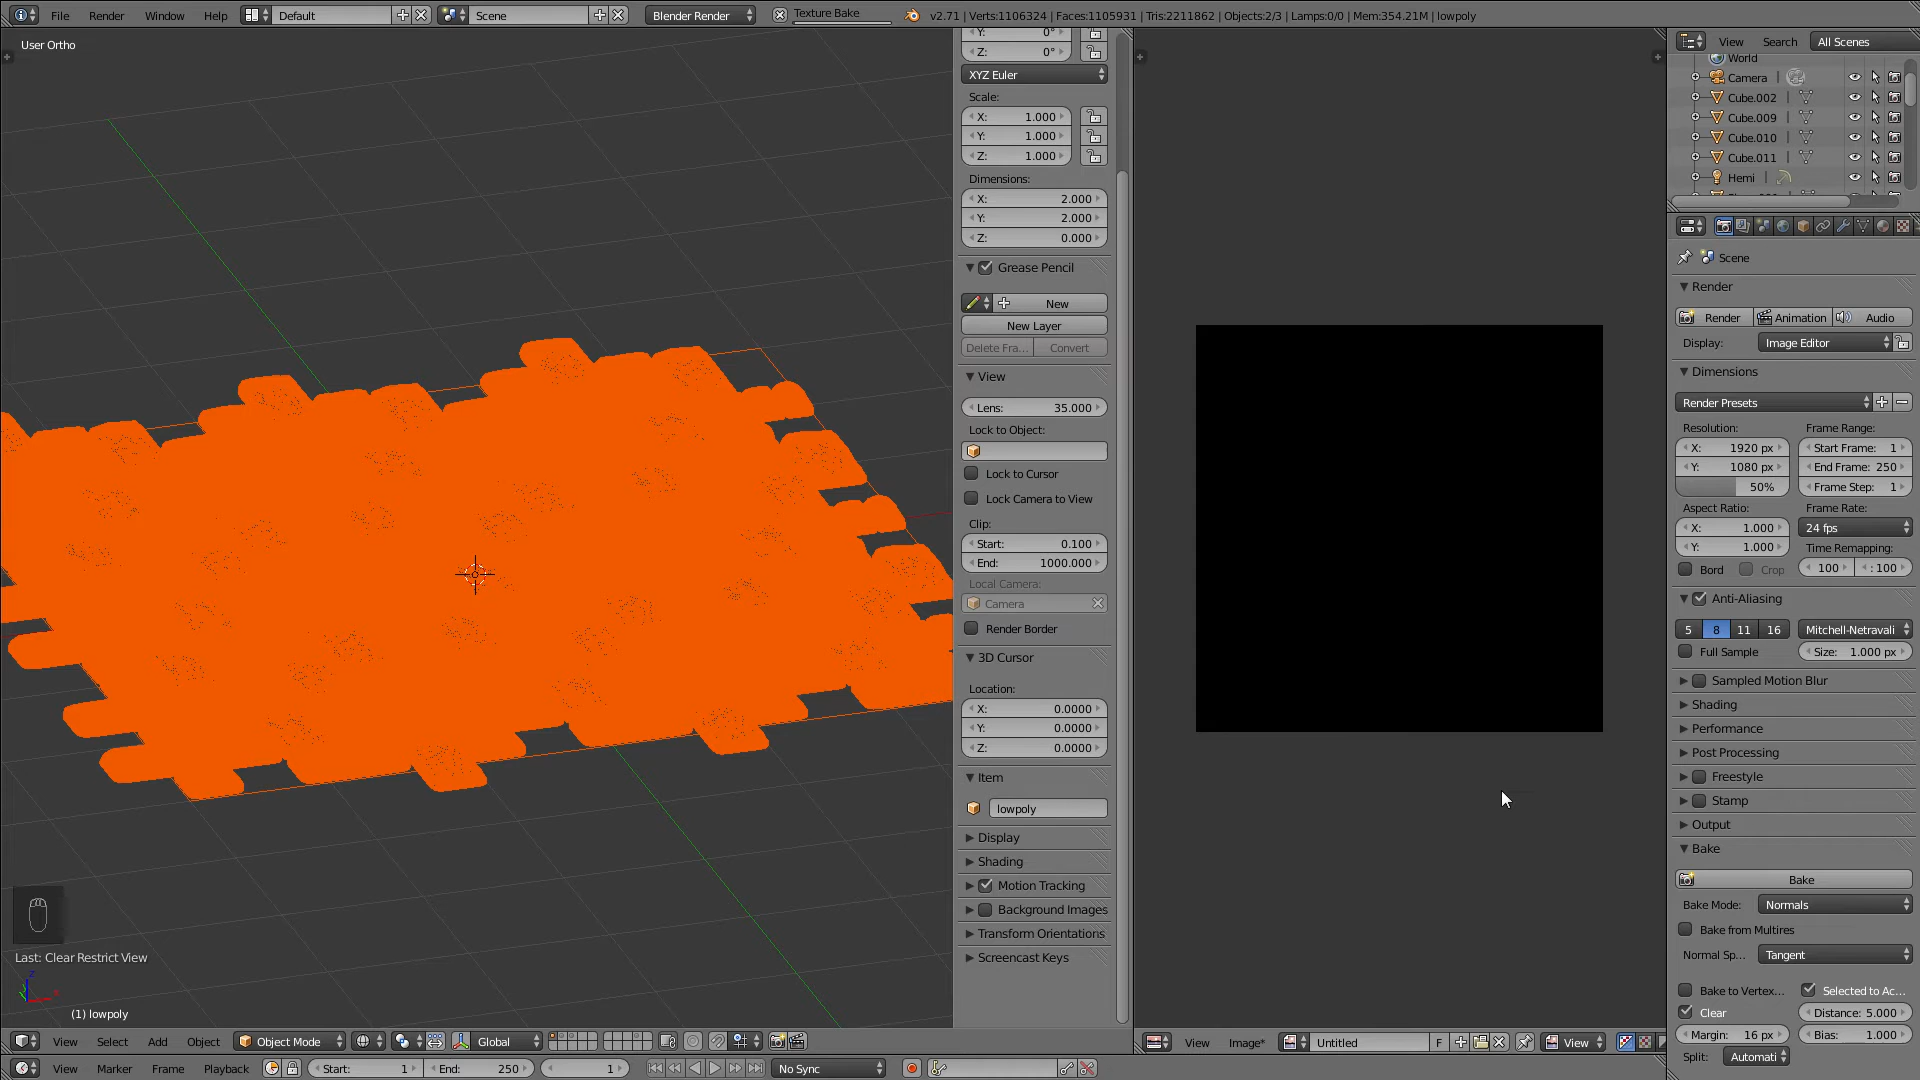 File Render Window Help Default Scene Blender Render Texture Bake v2.71 | Verts:1106324 | Faces:1105931 | Tris:2211862 | Objects:2/3 | Lamps:0/0 | Mem:354.21M | lowpoly
User Ortho
Y: 0°
Z: 0°
XYZ Euler
Scale:
X: 1.000
Y: 1.000
Z: 1.000
Dimensions:
X: 2.000
Y: 2.000
Z: 0.000
Grease Pencil
New
New Layer
Delete Fra... Convert
View
Lens: 35.000
Lock to Object:
Lock to Cursor
Lock Camera to View
Clip:
Start: 0.100
End: 1000.000
Local Camera:
Camera
Render Border
3D Cursor
Location:
X: 0.0000
Y: 0.0000
Z: 0.0000
Item
lowpoly
Display
Shading
Motion Tracking
Background Images
Transform Orientations
Screencast Keys
Last: Clear Restrict View
(1) lowpoly
View Select Add Object Object Mode Global
View Marker Frame Playback Start: 1 End: 250 1 No Sync
View Image* Untitled F View
View Search All Scenes
World
Camera
Cube.002
Cube.009
Cube.010
Cube.011
Hemi
Scene
Render
Render Animation Audio
Display: Image Editor
Dimensions
Render Presets
Resolution: Frame Range:
X: 1920 px Start Frame: 1
Y: 1080 px End Frame: 250
50% Frame Step: 1
Aspect Ratio: Frame Rate:
X: 1.000 24 fps
Y: 1.000 Time Remapping:
Bord Crop 100 : 100
Anti-Aliasing
5 8 11 16 Mitchell-Netravali
Full Sample Size: 1.000 px
Sampled Motion Blur
Shading
Performance
Post Processing
Freestyle
Stamp
Output
Bake
Bake
Bake Mode: Normals
Bake from Multires
Normal Sp... Tangent
Bake to Vertex... Selected to Ac...
Clear Distance: 5.000
Margin: 16 px Bias: 1.000
Split: Automati